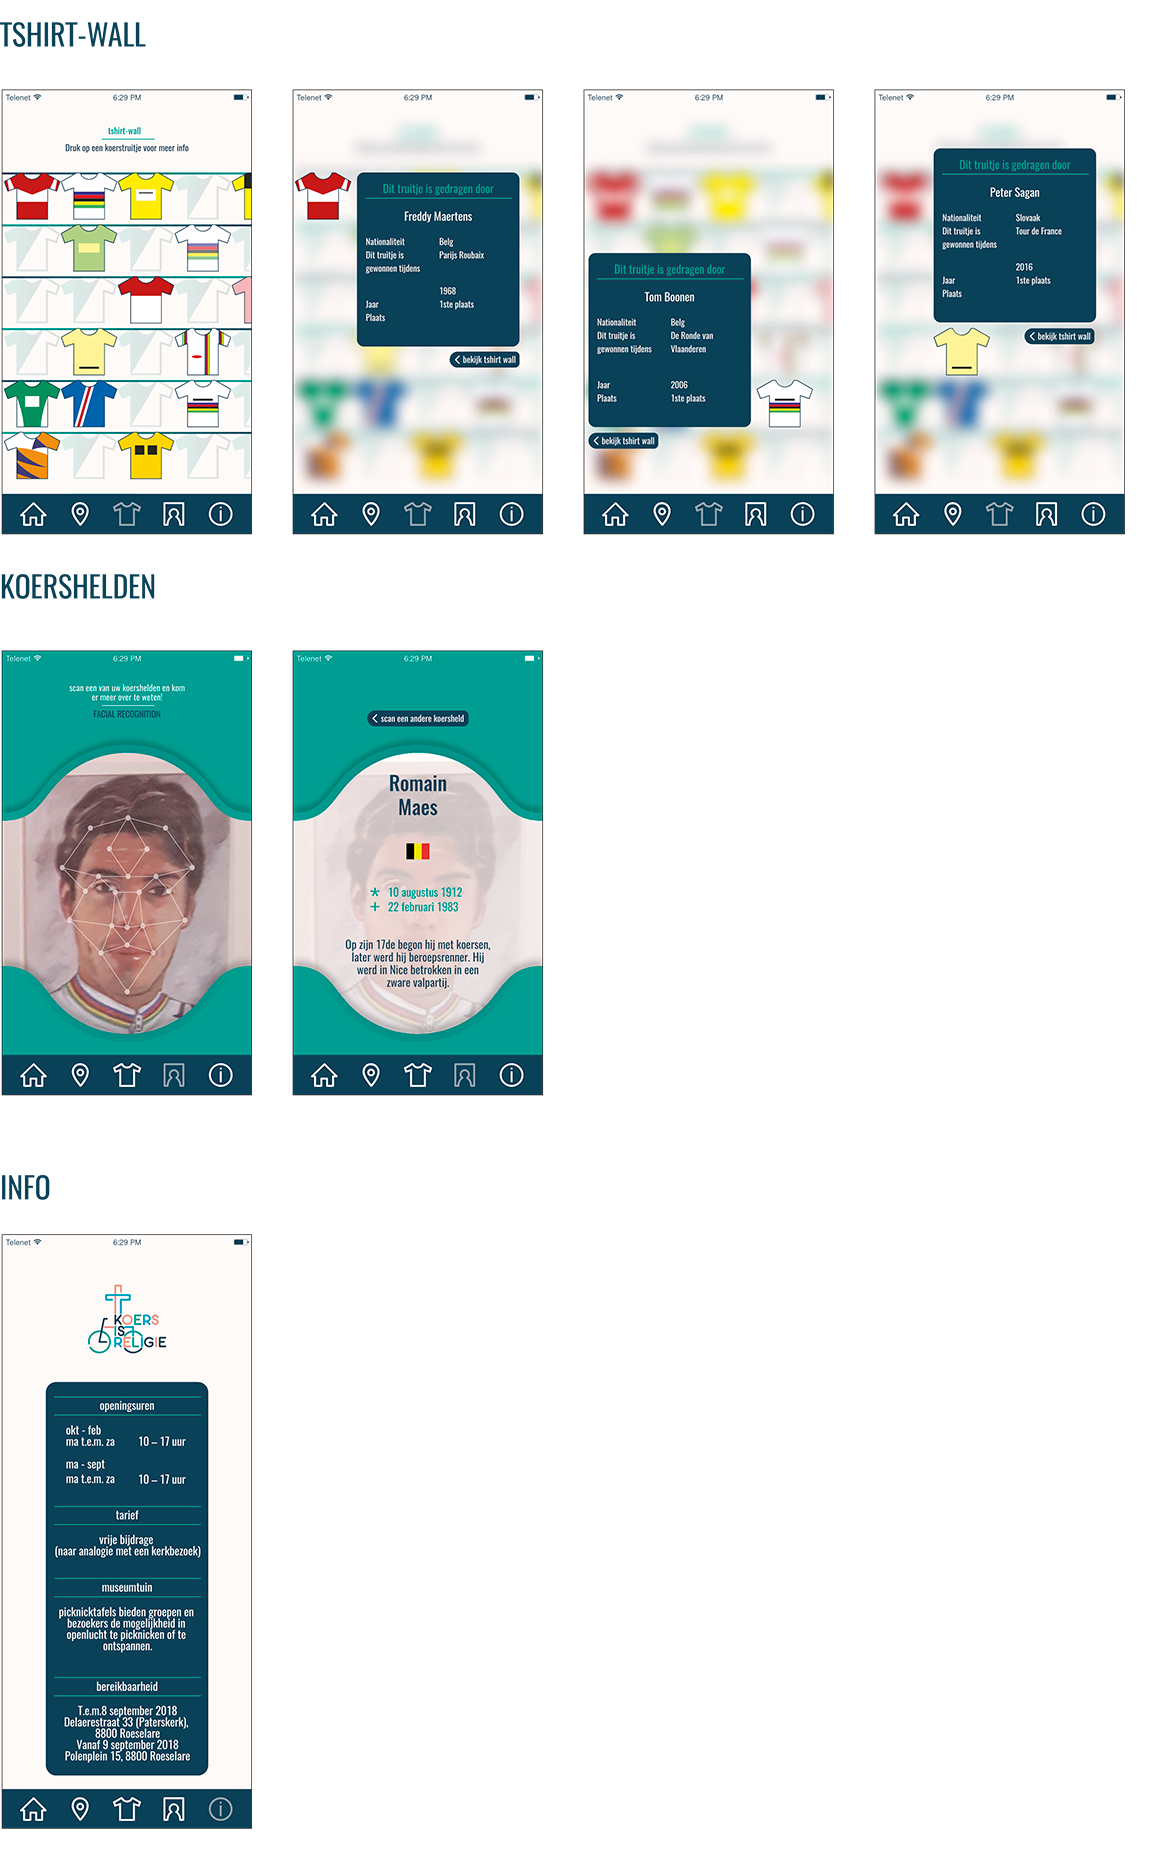 TSHIRT-WALL
Telenet 6:29 PM
tshirt-wall
Druk op een koerstruitje voor meer info
Telenet 6:29 PM
Dit truitje is gedragen door
Freddy Maertens
Nationaliteit Belg
Dit truitje is Parijs Roubaix
gewonnen tijdens
1968
Jaar 1ste plaats
Plaats
bekijk tshirt wall
Telenet 6:29 PM
Dit truitje is gedragen door
Tom Boonen
Nationaliteit Belg
Dit truitje is De Ronde van
gewonnen tijdens Vlaanderen
Jaar 2006
Plaats 1ste plaats
bekijk tshirt wall
Telenet 6:29 PM
Dit truitje is gedragen door
Peter Sagan
Nationaliteit Slovaak
Dit truitje is Tour de France
gewonnen tijdens
2016
Jaar 1ste plaats
Plaats
bekijk tshirt wall
KOERSHELDEN
Telenet 6:29 PM
scan een van uw koershelden en kom
er meer over te weten!
FACIAL RECOGNITION
Telenet 6:29 PM
scan een andere koersheld
Romain
Maes
* 10 augustus 1912
+ 22 februari 1983
Op zijn 17de begon hij met koersen,
later werd hij beroepsrenner. Hij
werd in Nice betrokken in een
zware valpartij.
INFO
Telenet 6:29 PM
KOERS
IS
RELIGIE
openingsuren
okt - feb
ma t.e.m. za 10 – 17 uur
ma - sept
ma t.e.m. za 10 – 17 uur
tarief
vrije bijdrage
(naar analogie met een kerkbezoek)
museumtuin
picknicktafels bieden groepen en
bezoekers de mogelijkheid in
openlucht te picknicken of te
ontspannen.
bereikbaarheid
T.e.m.8 september 2018
Delaerestraat 33 (Paterskerk),
8800 Roeselare
Vanaf 9 september 2018
Polenplein 15, 8800 Roeselare